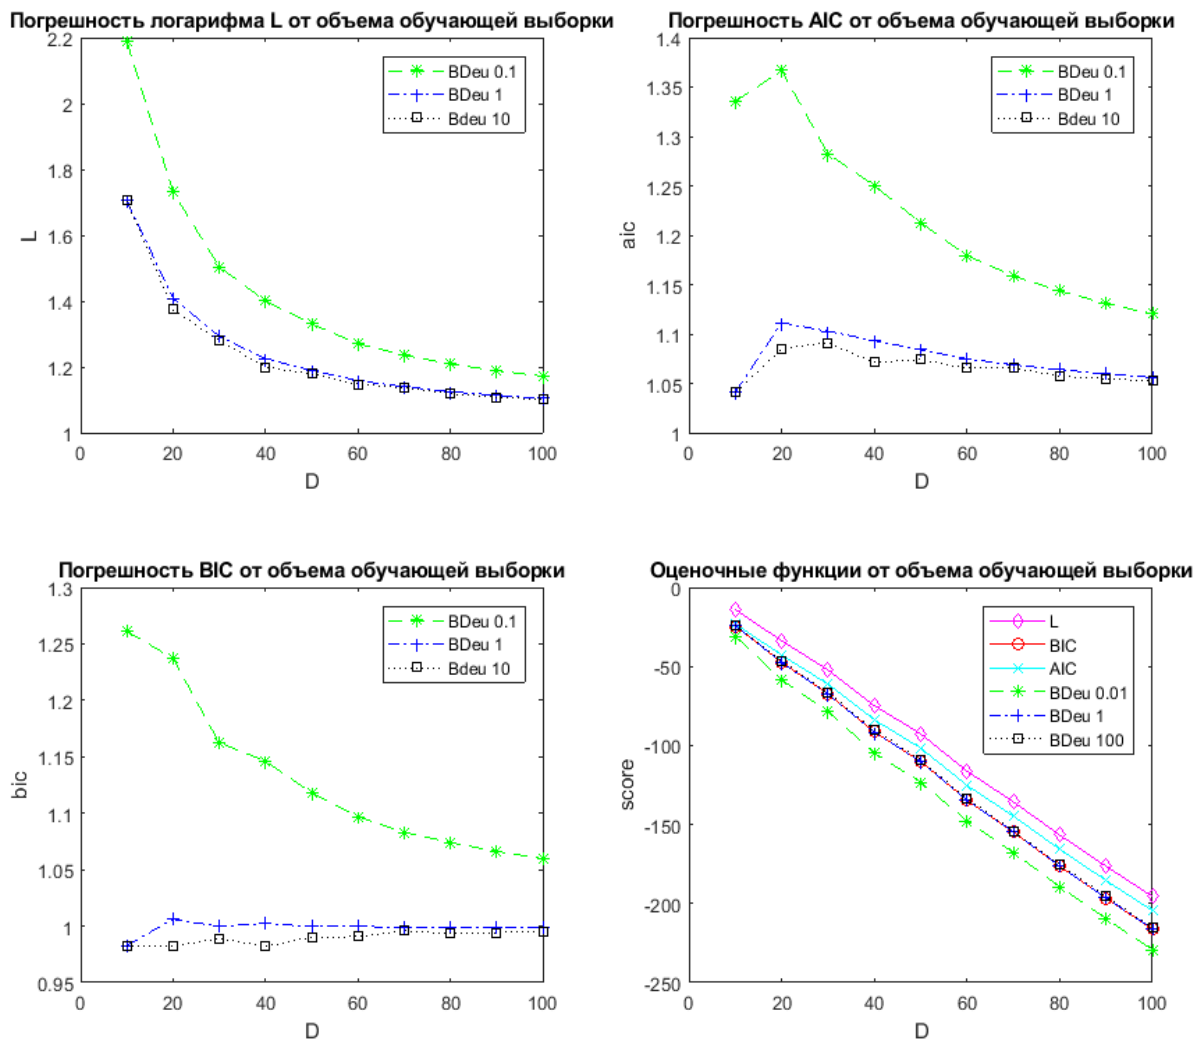 Погрешность логарифма L от объема обучающей выборки
2.2
2
1.8
1.6
1.4
1.2
1
L
0
20
40
60
80
100
D
BDeu 0.1
BDeu 1
Bdeu 10
Погрешность AIC от объема обучающей выборки
1.4
1.35
1.3
1.25
1.2
1.15
1.1
1.05
1
aic
0
20
40
60
80
100
D
BDeu 0.1
BDeu 1
Bdeu 10
Погрешность BIC от объема обучающей выборки
1.3
1.25
1.2
1.15
1.1
1.05
1
0.95
bic
0
20
40
60
80
100
D
BDeu 0.1
BDeu 1
Bdeu 10
Оценочные функции от объема обучающей выборки
0
-50
-100
-150
-200
-250
score
0
20
40
60
80
100
D
L
BIC
AIC
BDeu 0.01
BDeu 1
BDeu 100